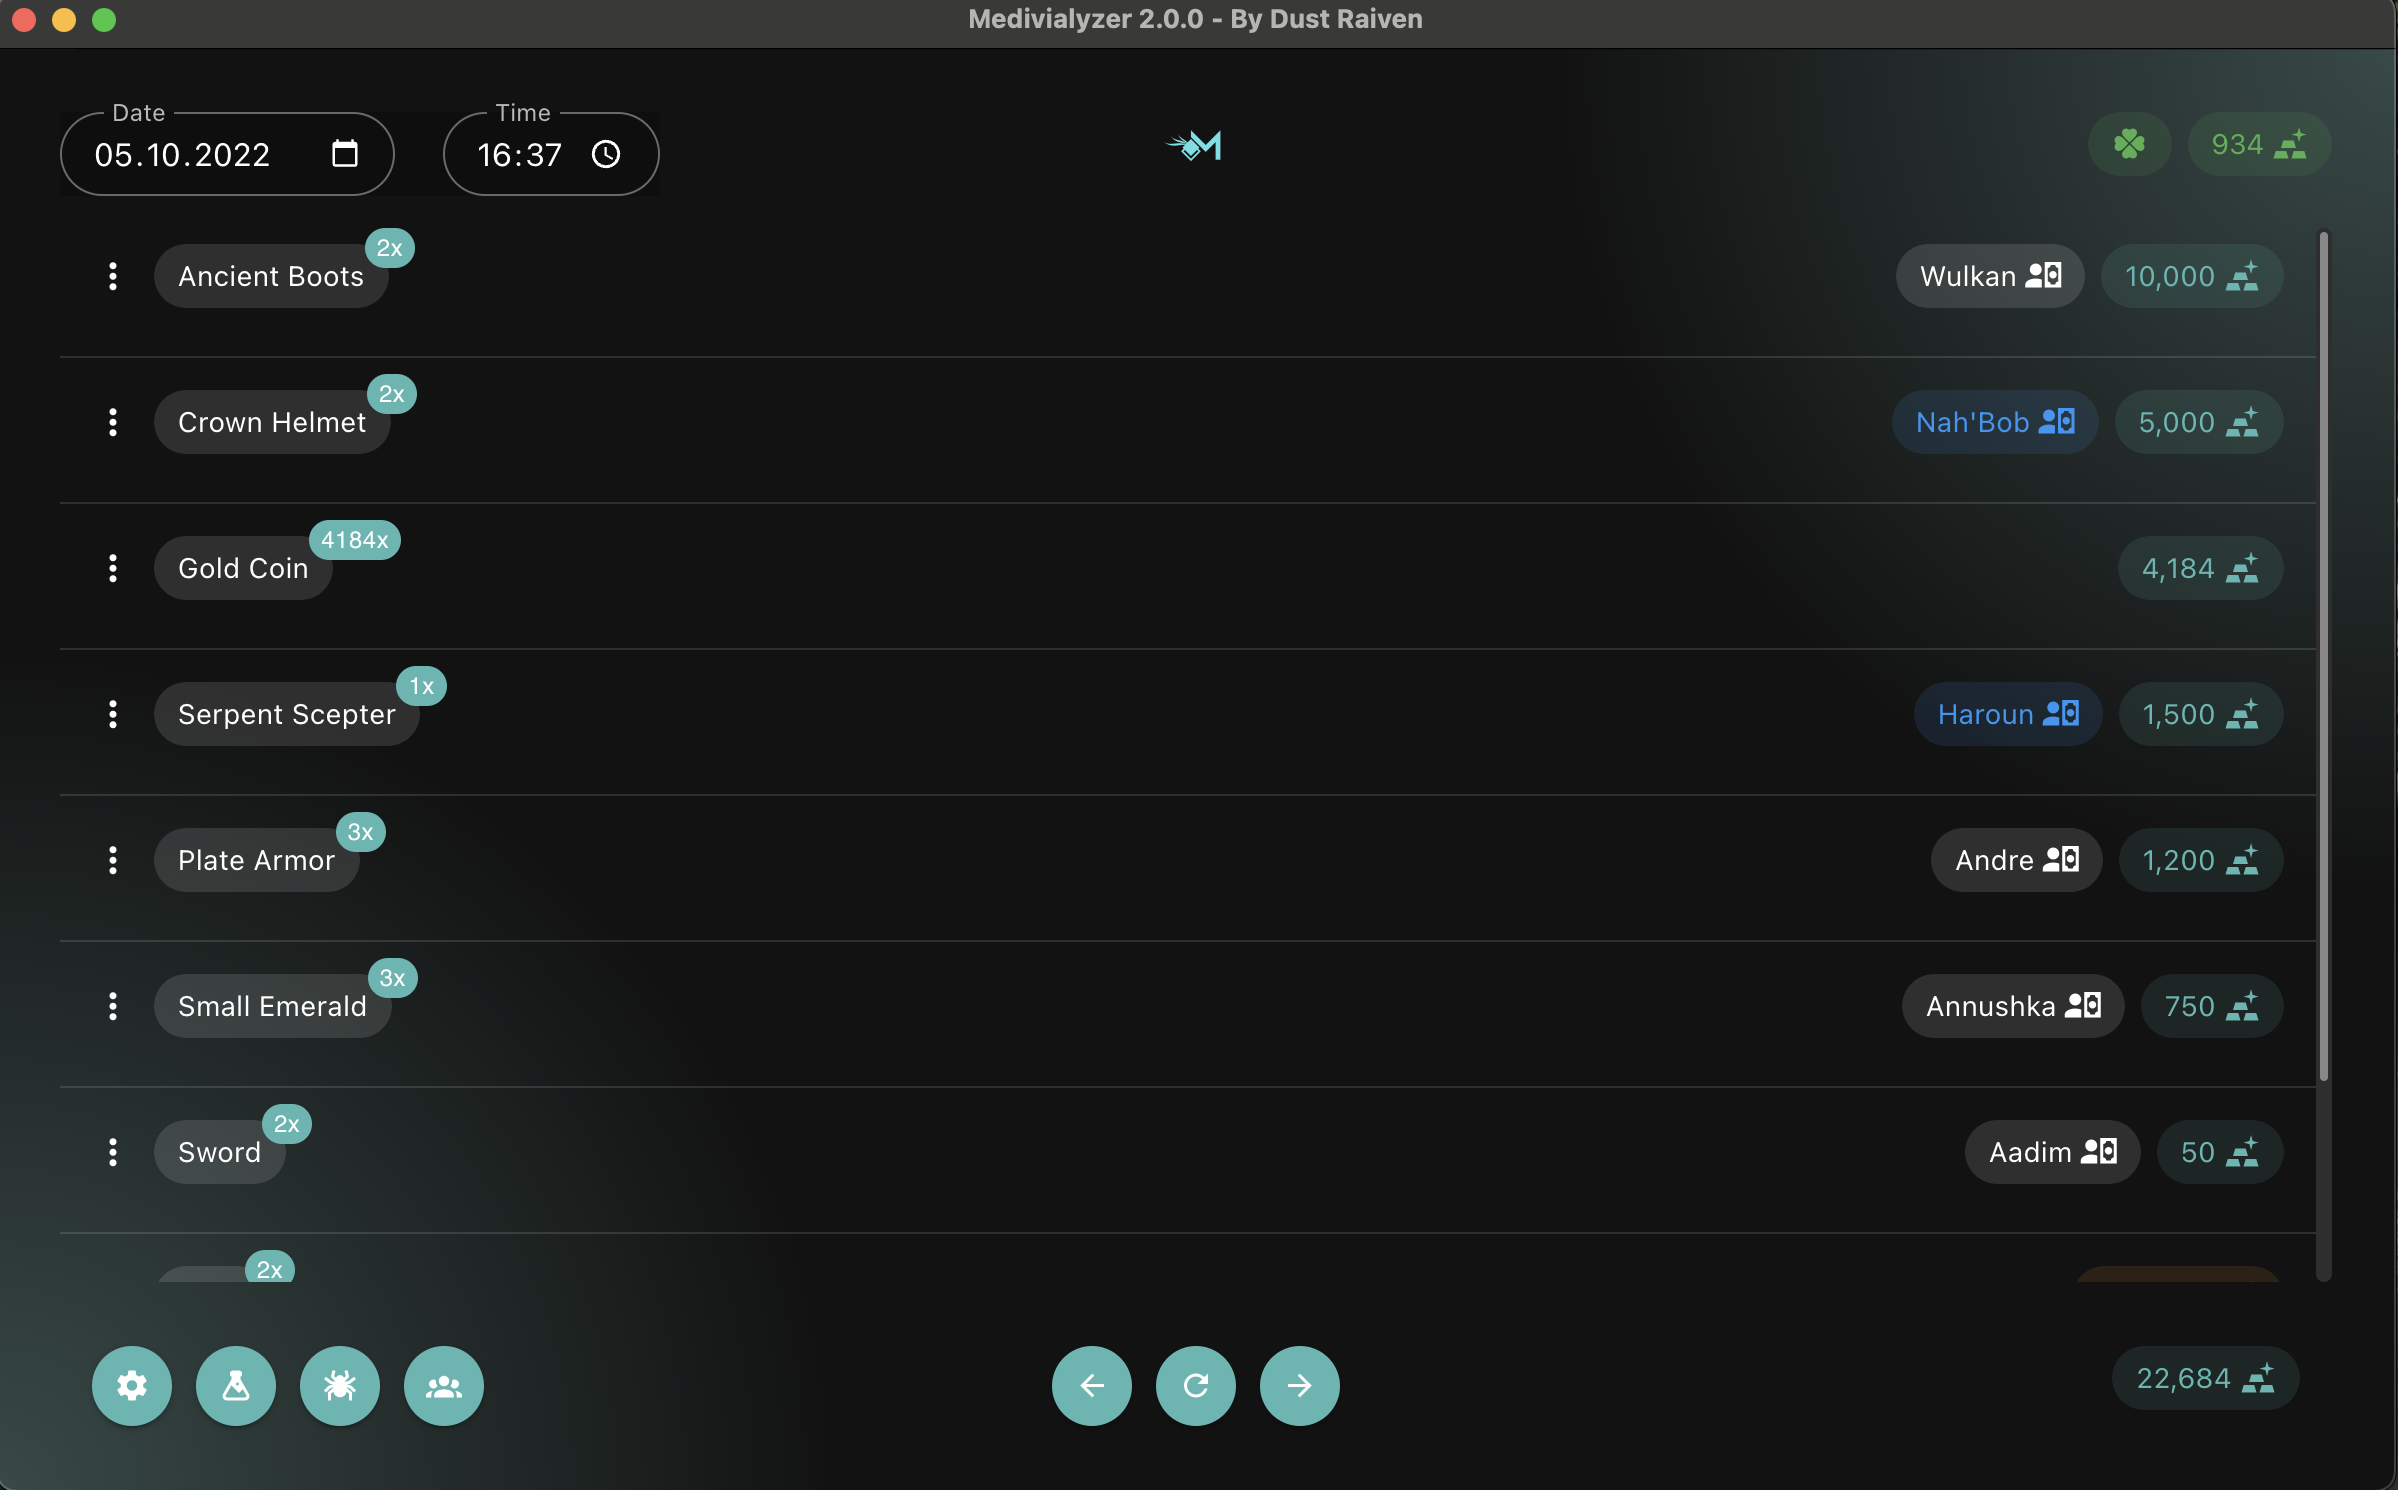 Medivialyzer 2.0.0 - By Dust Raiven
Date
05.10.2022
Time
16:37
934
Ancient Boots
2x
Wulkan
10,000
Crown Helmet
2x
Nah'Bob
5,000
Gold Coin
4184x
4,184
Serpent Scepter
1x
Haroun
1,500
Plate Armor
3x
Andre
1,200
Small Emerald
3x
Annushka
750
Sword
2x
Aadim
50
2x
22,684